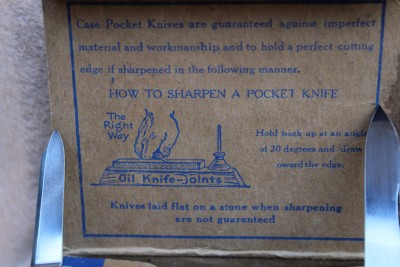 Case Pocket Knives are guaranteed against imperfect
material and workmanship and to hold a perfect cutting
edge if sharpened in the following manner.
HOW TO SHARPEN A POCKET KNIFE
The
Right
Way
Hold back up at an angle
of 20 degrees and draw
toward the edge.
Oil Knife-joints
Knives laid flat on a stone when sharpening
are not guaranteed